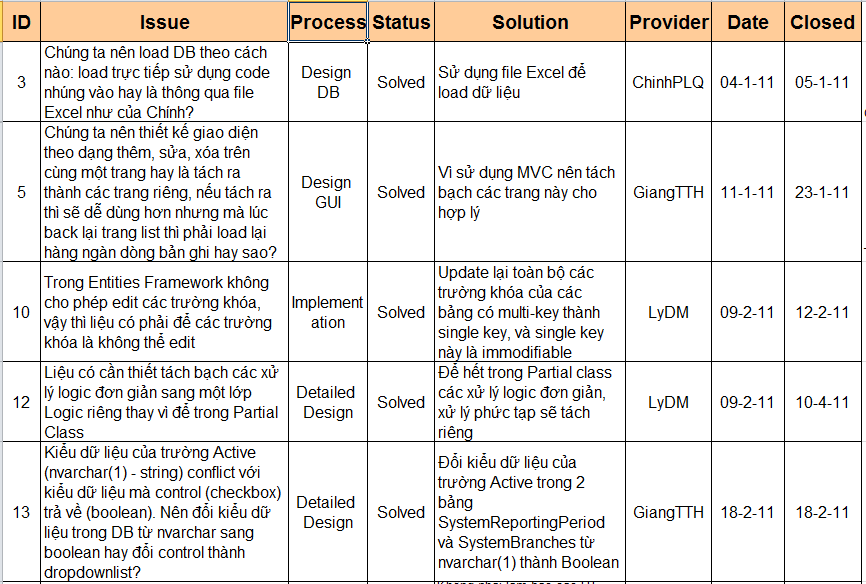 ID Issue Process Status Solution Provider Date Closed
3
Chúng ta nên load DB theo cách
nào: load trực tiếp sử dụng code
nhúng vào hay là thông qua file
Excel như của Chính?
Design
DB
Solved
Sử dụng file Excel để
load dữ liệu
ChinhPLQ
04-1-11
05-1-11
5
Chúng ta nên thiết kế giao diện
theo dạng thêm, sửa, xóa trên
cùng một trang hay là tách ra
thành các trang riêng, nếu tách ra
thì sẽ dể dùng hơn nhưng mà lúc
back lại trang list thì phải load lại
hàng ngàn dòng bản ghi hay sao?
Design
GUI
Solved
Vì sử dụng MVC nên tách
bạch các trang này cho
hợp lý
GiangTTH
11-1-11
23-1-11
10
Trong Entities Framework không
cho phép edit các trường khóa,
vậy thì liệu có phải để các trường
khóa là không thể edit
Implement
ation
Solved
Update lại toàn bộ các
trường khóa của các
bảng có multi-key thành
single key, và single key
này là immodifiable
LyDM
09-2-11
12-2-11
12
Liệu có cần thiết tách bạch các xử
lý logic đơn giản sang một lớp
Logic riêng thay vì để trong Partial
Class
Detailed
Design
Solved
Để hết trong Partial class
các xử lý logic đơn giản,
xử lý phức tạp sẽ tách
riêng
LyDM
09-2-11
10-4-11
13
Kiểu dữ liệu của trường Active
(nvarchar(1) - string) conflict với
kiểu dữ liệu mà control (checkbox)
trả về (boolean). Nên đổi kiểu dữ
liệu trong DB từ nvarchar sang
boolean hay đổi control thành
dropdownlist?
Detailed
Design
Solved
Đổi kiểu dữ liệu của
trường Active trong 2
bảng
SystemReportingPeriod
và SystemBranches từ
nvarchar(1) thành Boolean
GiangTTH
18-2-11
18-2-11